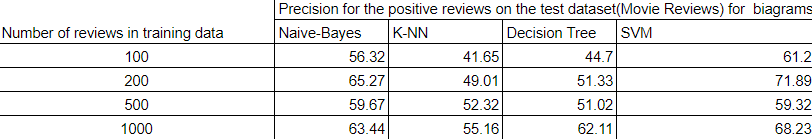 Precision for the positive reviews on the test dataset(Movie Reviews) for biagrams
Number of reviews in training data Naive-Bayes K-NN Decision Tree SVM
100 56.32 41.65 44.7 61.2
200 65.27 49.01 51.33 71.89
500 59.67 52.32 51.02 59.32
1000 63.44 55.16 62.11 68.23